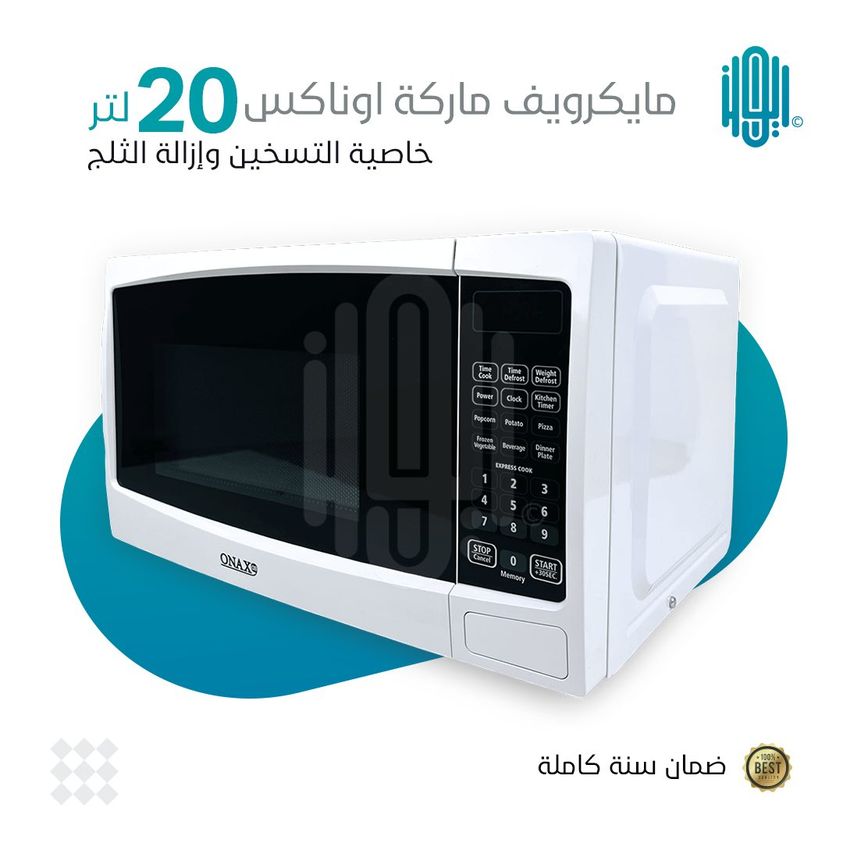 مايكرويف ماركة اوناكس 20 لتر
خاصية التسخين وإزالة الثلج
©
Time Cook
Time Defrost
Weight Defrost
Power
Clock
Kitchen Timer
Popcorn
Potato
Pizza
Frozen Vegetable
Beverage
Dinner Plate
EXPRESS COOK
1 2 3
4 5 6
7 8 9
STOP Cancel
0 Memory
START +30SEC
ONAX
ضمان سنة كاملة
100%
BEST